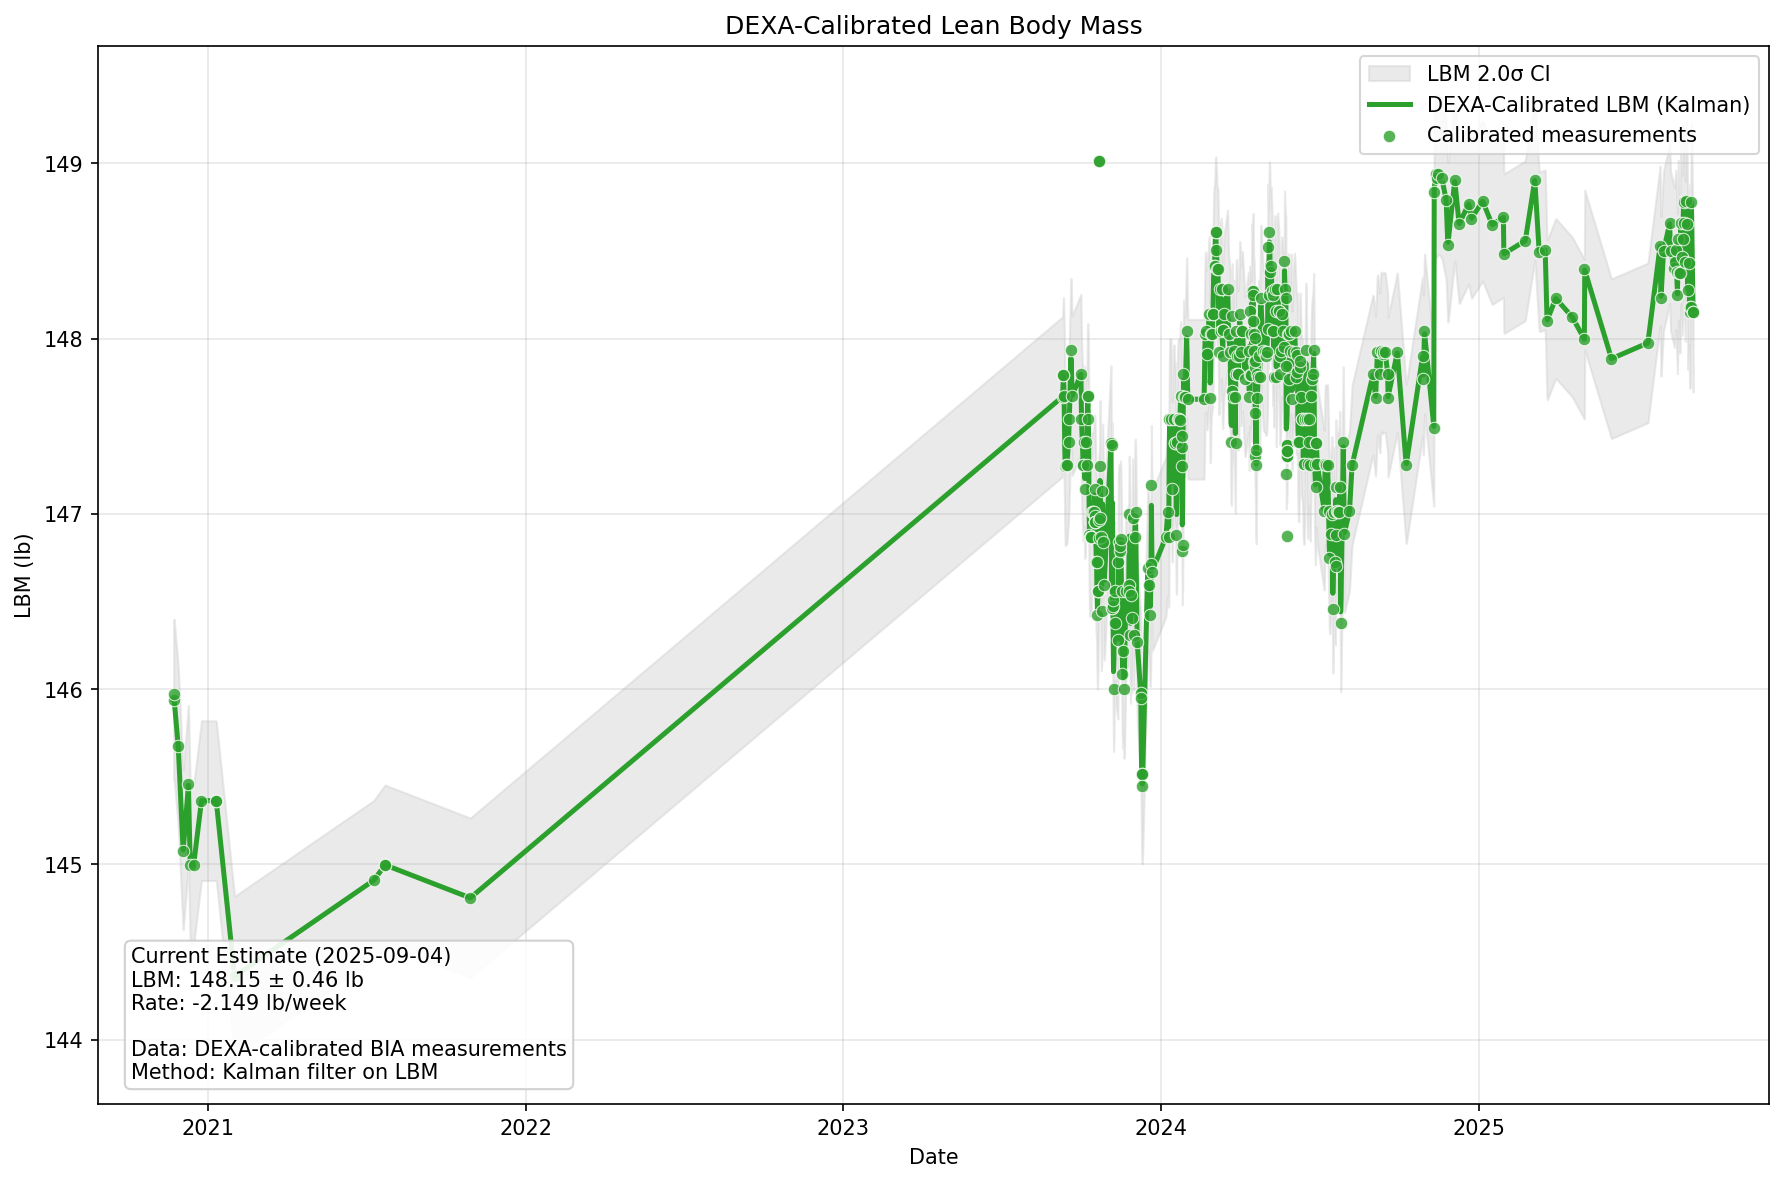 DEXA-Calibrated Lean Body Mass
LBM 2.0σ CI
DEXA-Calibrated LBM (Kalman)
Calibrated measurements
149
148
147
146
145
144
LBM (lb)
Current Estimate (2025-09-04)
LBM: 148.15 ± 0.46 lb
Rate: -2.149 lb/week
Data: DEXA-calibrated BIA measurements
Method: Kalman filter on LBM
2021
2022
2023
2024
2025
Date